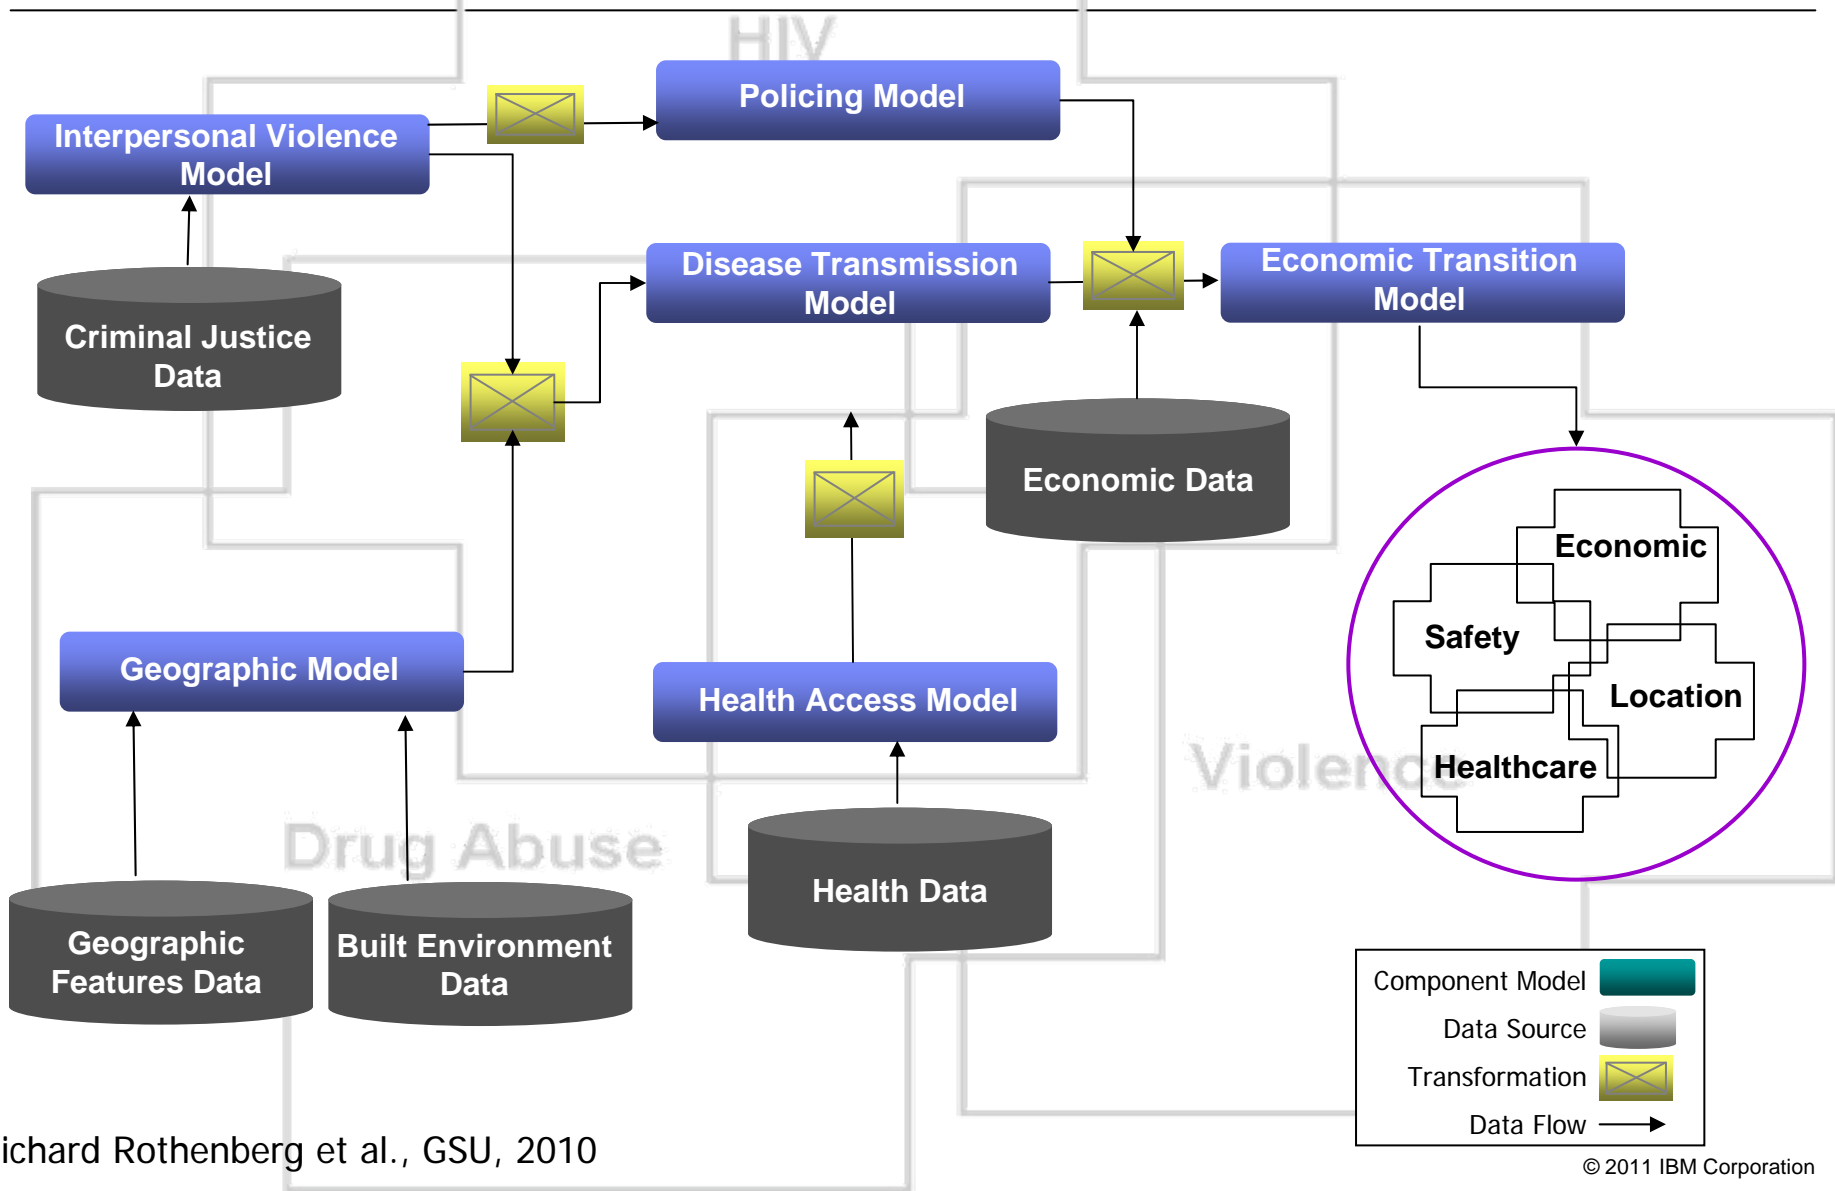 HIV
Policing Model
Interpersonal Violence
Model
Disease Transmission
Model
Economic Transition
Model
Criminal Justice
Data
Economic Data
Economic
Safety
Location
Healthcare
Geographic Model
Health Access Model
Violence
Drug Abuse
Health Data
Geographic
Features Data
Built Environment
Data
Component Model
Data Source
Transformation
Data Flow
ichard Rothenberg et al., GSU, 2010
© 2011 IBM Corporation